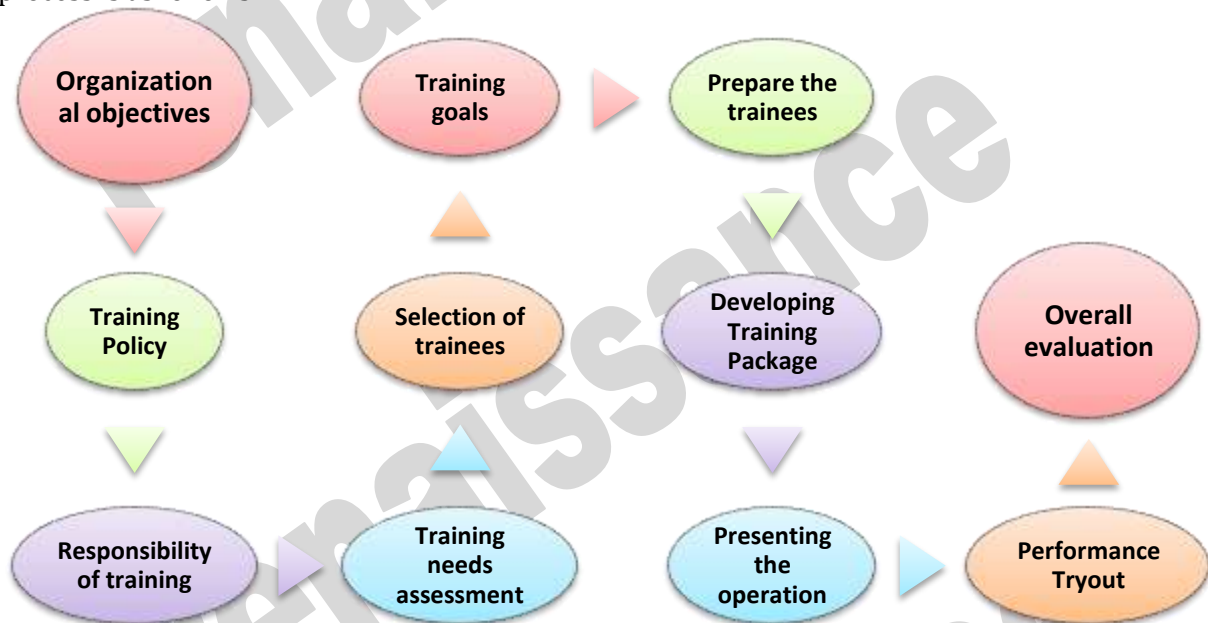 Organization
al objectives
Training
Policy
Responsibility
of training
Training
needs
assessment
Selection of
trainees
Training
goals
Prepare the
trainees
Developing
Training
Package
Presenting
the
operation
Performance
Tryout
Overall
evaluation